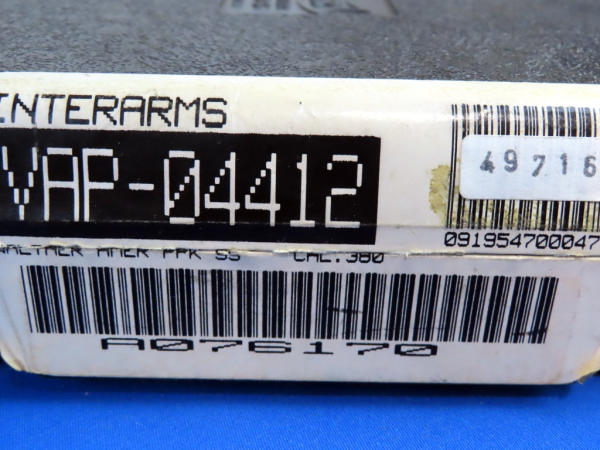 INTERARMS
VAP-04412
49716
091954700047
WALTHER AMER PPK SS CAL.380
A076170